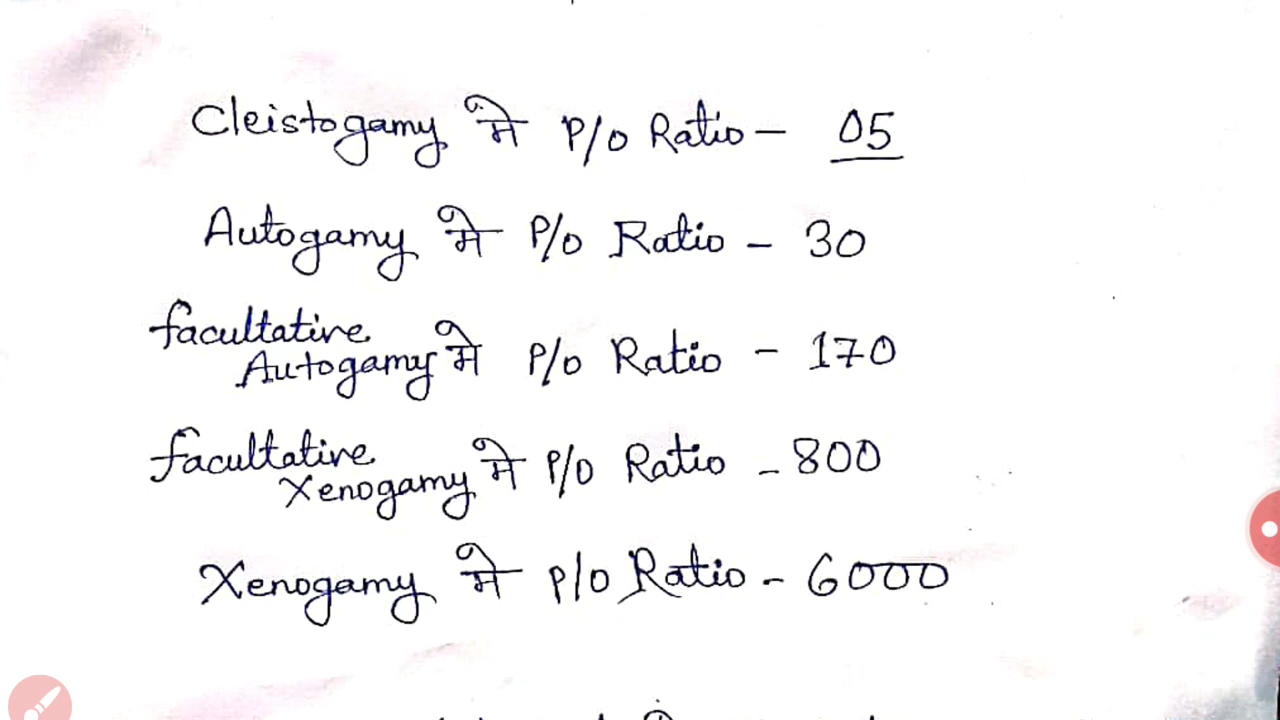 Cleistogamy में P/O Ratio - 05
Autogamy में P/O Ratio - 30
facultative
Autogamy में P/O Ratio - 170
facultative
Xenogamy में P/O Ratio - 800
Xenogamy में P/O Ratio - 6000